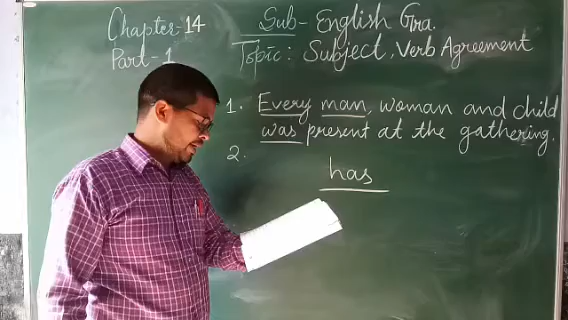 Chapter-14
Part-1
Sub- English Gra.
Topic: Subject, Verb Agreement
1. Every man, woman and child
was present at the gathering.
2.
has